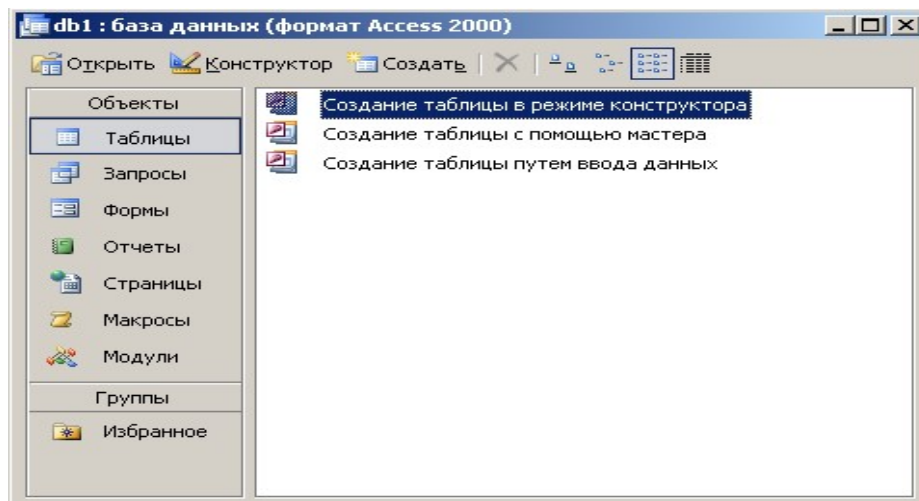 db1 : база данных (формат Access 2000)
Открыть Конструктор Создать
Объекты
Таблицы
Запросы
Формы
Отчеты
Страницы
Макросы
Модули
Группы
Избранное
Создание таблицы в режиме конструктора
Создание таблицы с помощью мастера
Создание таблицы путем ввода данных